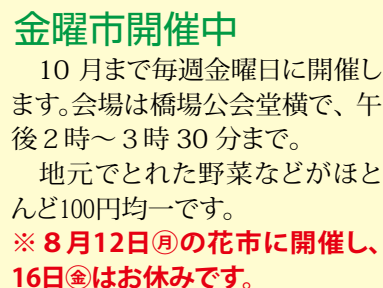 金曜市開催中
　10 月まで毎週金曜日に開催し
ます。会場は橋場公会堂横で、午
後２時～３時 30 分まで。
　地元でとれた野菜などがほと
んど100円均一です。
※８月12日㊊の花市に開催し、
16日㊎はお休みです。